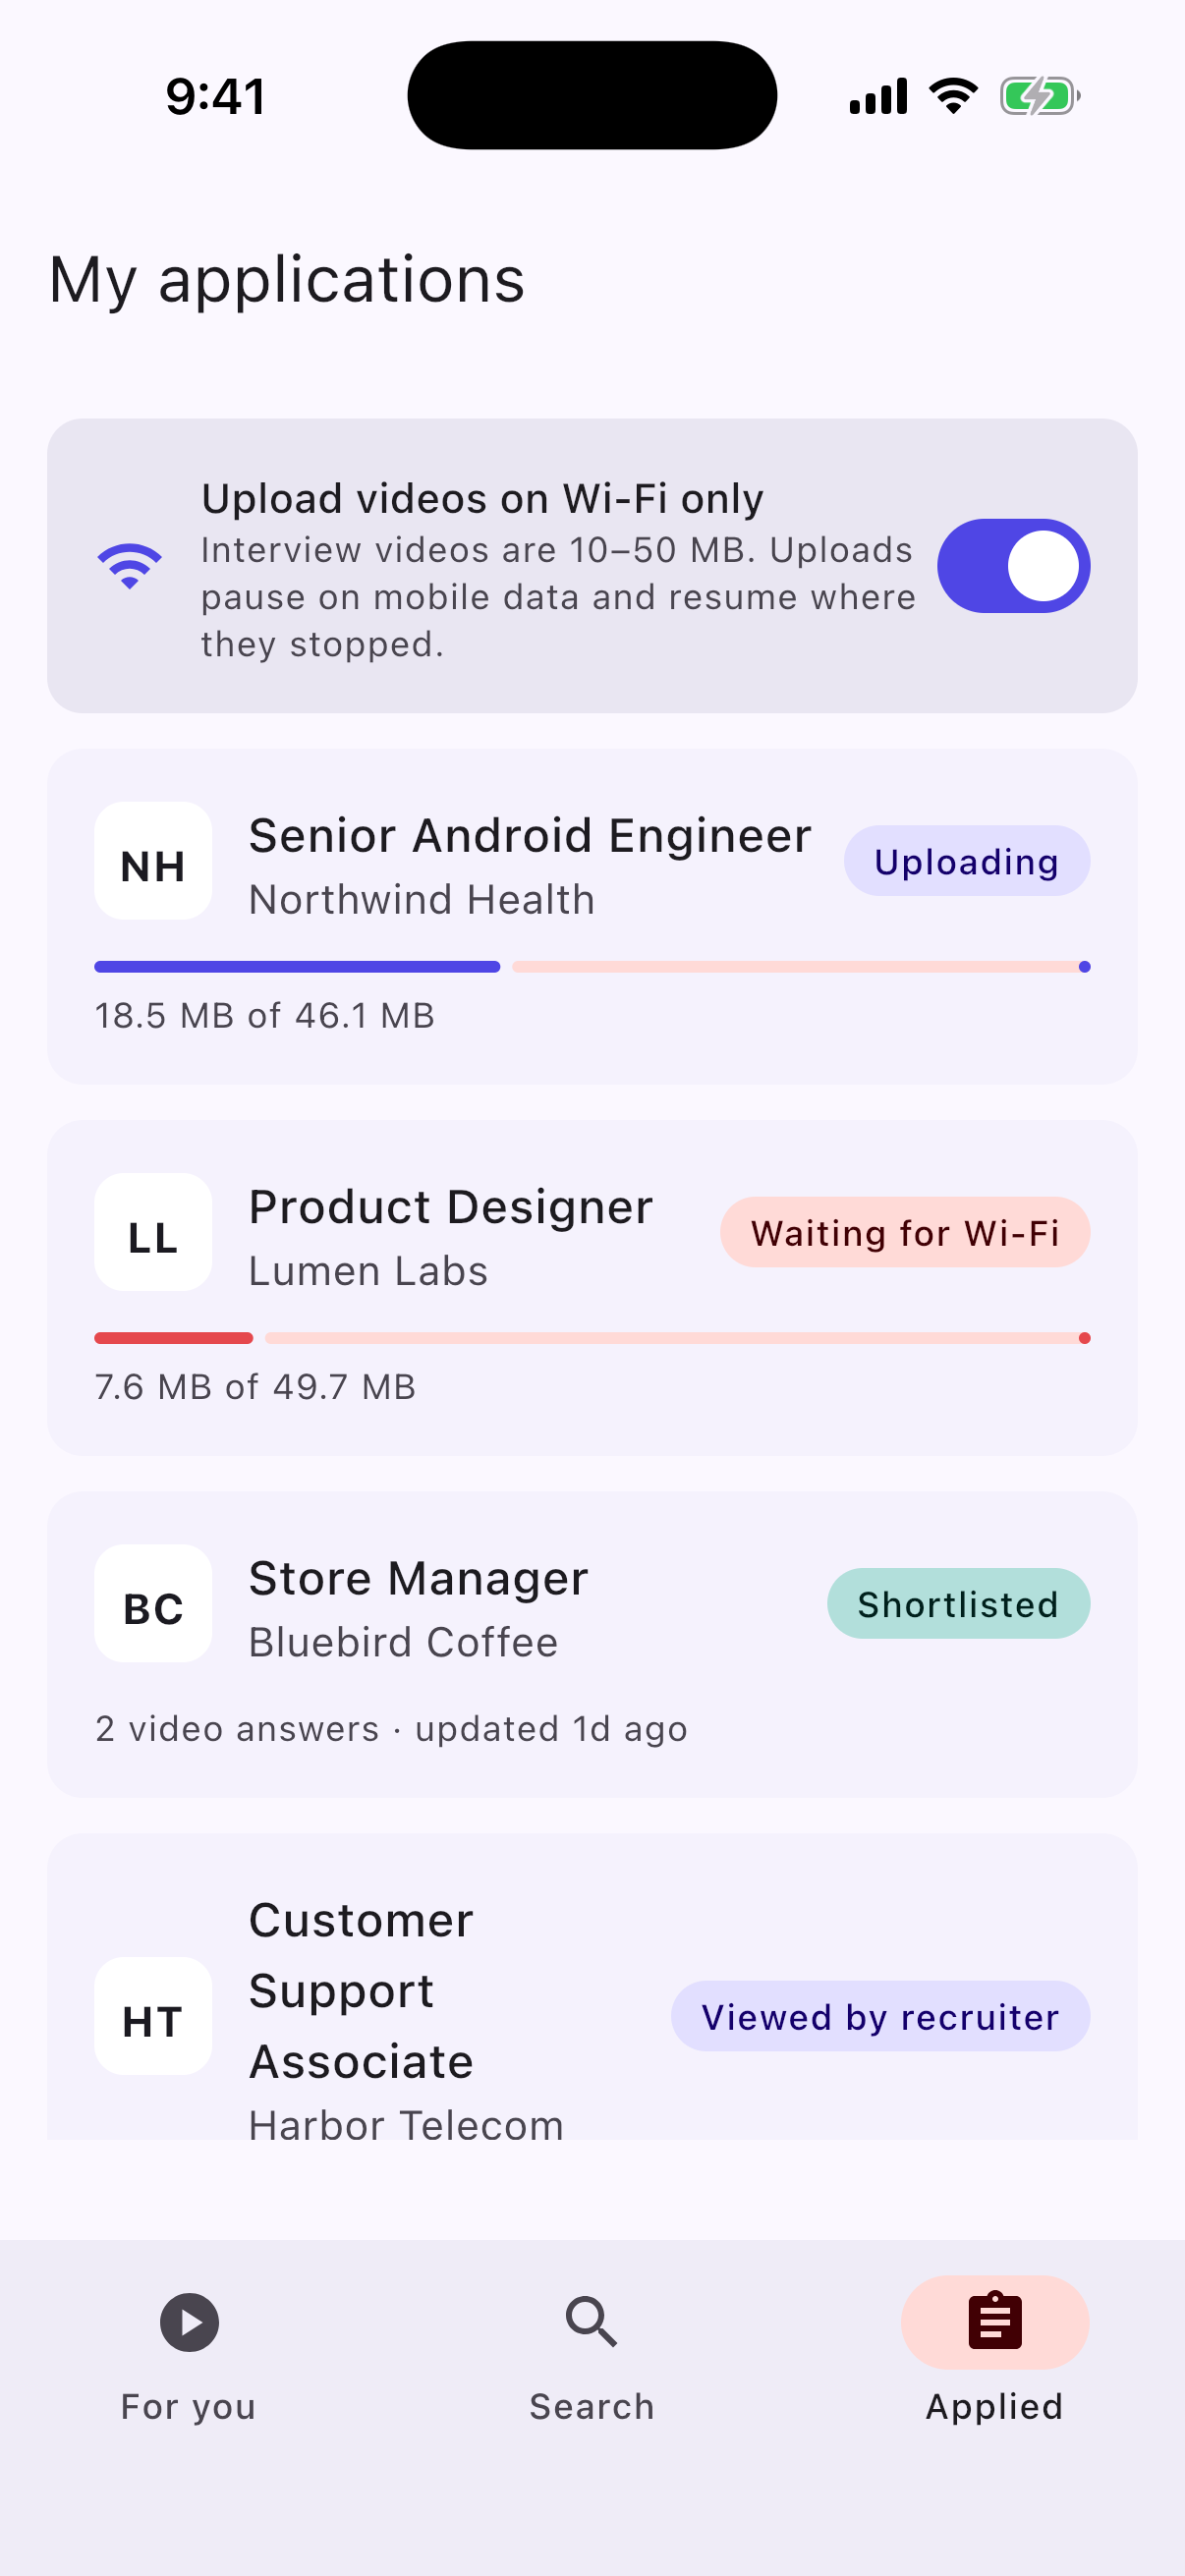 9:41
My applications
Upload videos on Wi-Fi only
Interview videos are 10–50 MB. Uploads
pause on mobile data and resume where
they stopped.
NH
Senior Android Engineer
Northwind Health
Uploading
18.5 MB of 46.1 MB
LL
Product Designer
Lumen Labs
Waiting for Wi-Fi
7.6 MB of 49.7 MB
BC
Store Manager
Bluebird Coffee
Shortlisted
2 video answers · updated 1d ago
HT
Customer
Support
Associate
Harbor Telecom
Viewed by recruiter
For you
Search
Applied